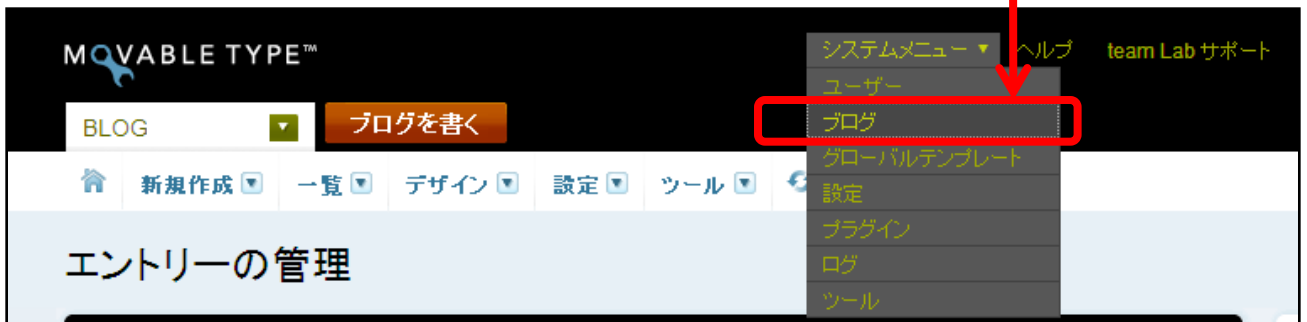 MOVABLE TYPE™
システムメニュー ▼ ヘルプ team Lab サポート
ユーザー
BLOG ブログを書く
ブログ
グローバルテンプレート
新規作成 一覧 デザイン 設定 ツール
設定
プラグイン
エントリーの管理
ログ
ツール